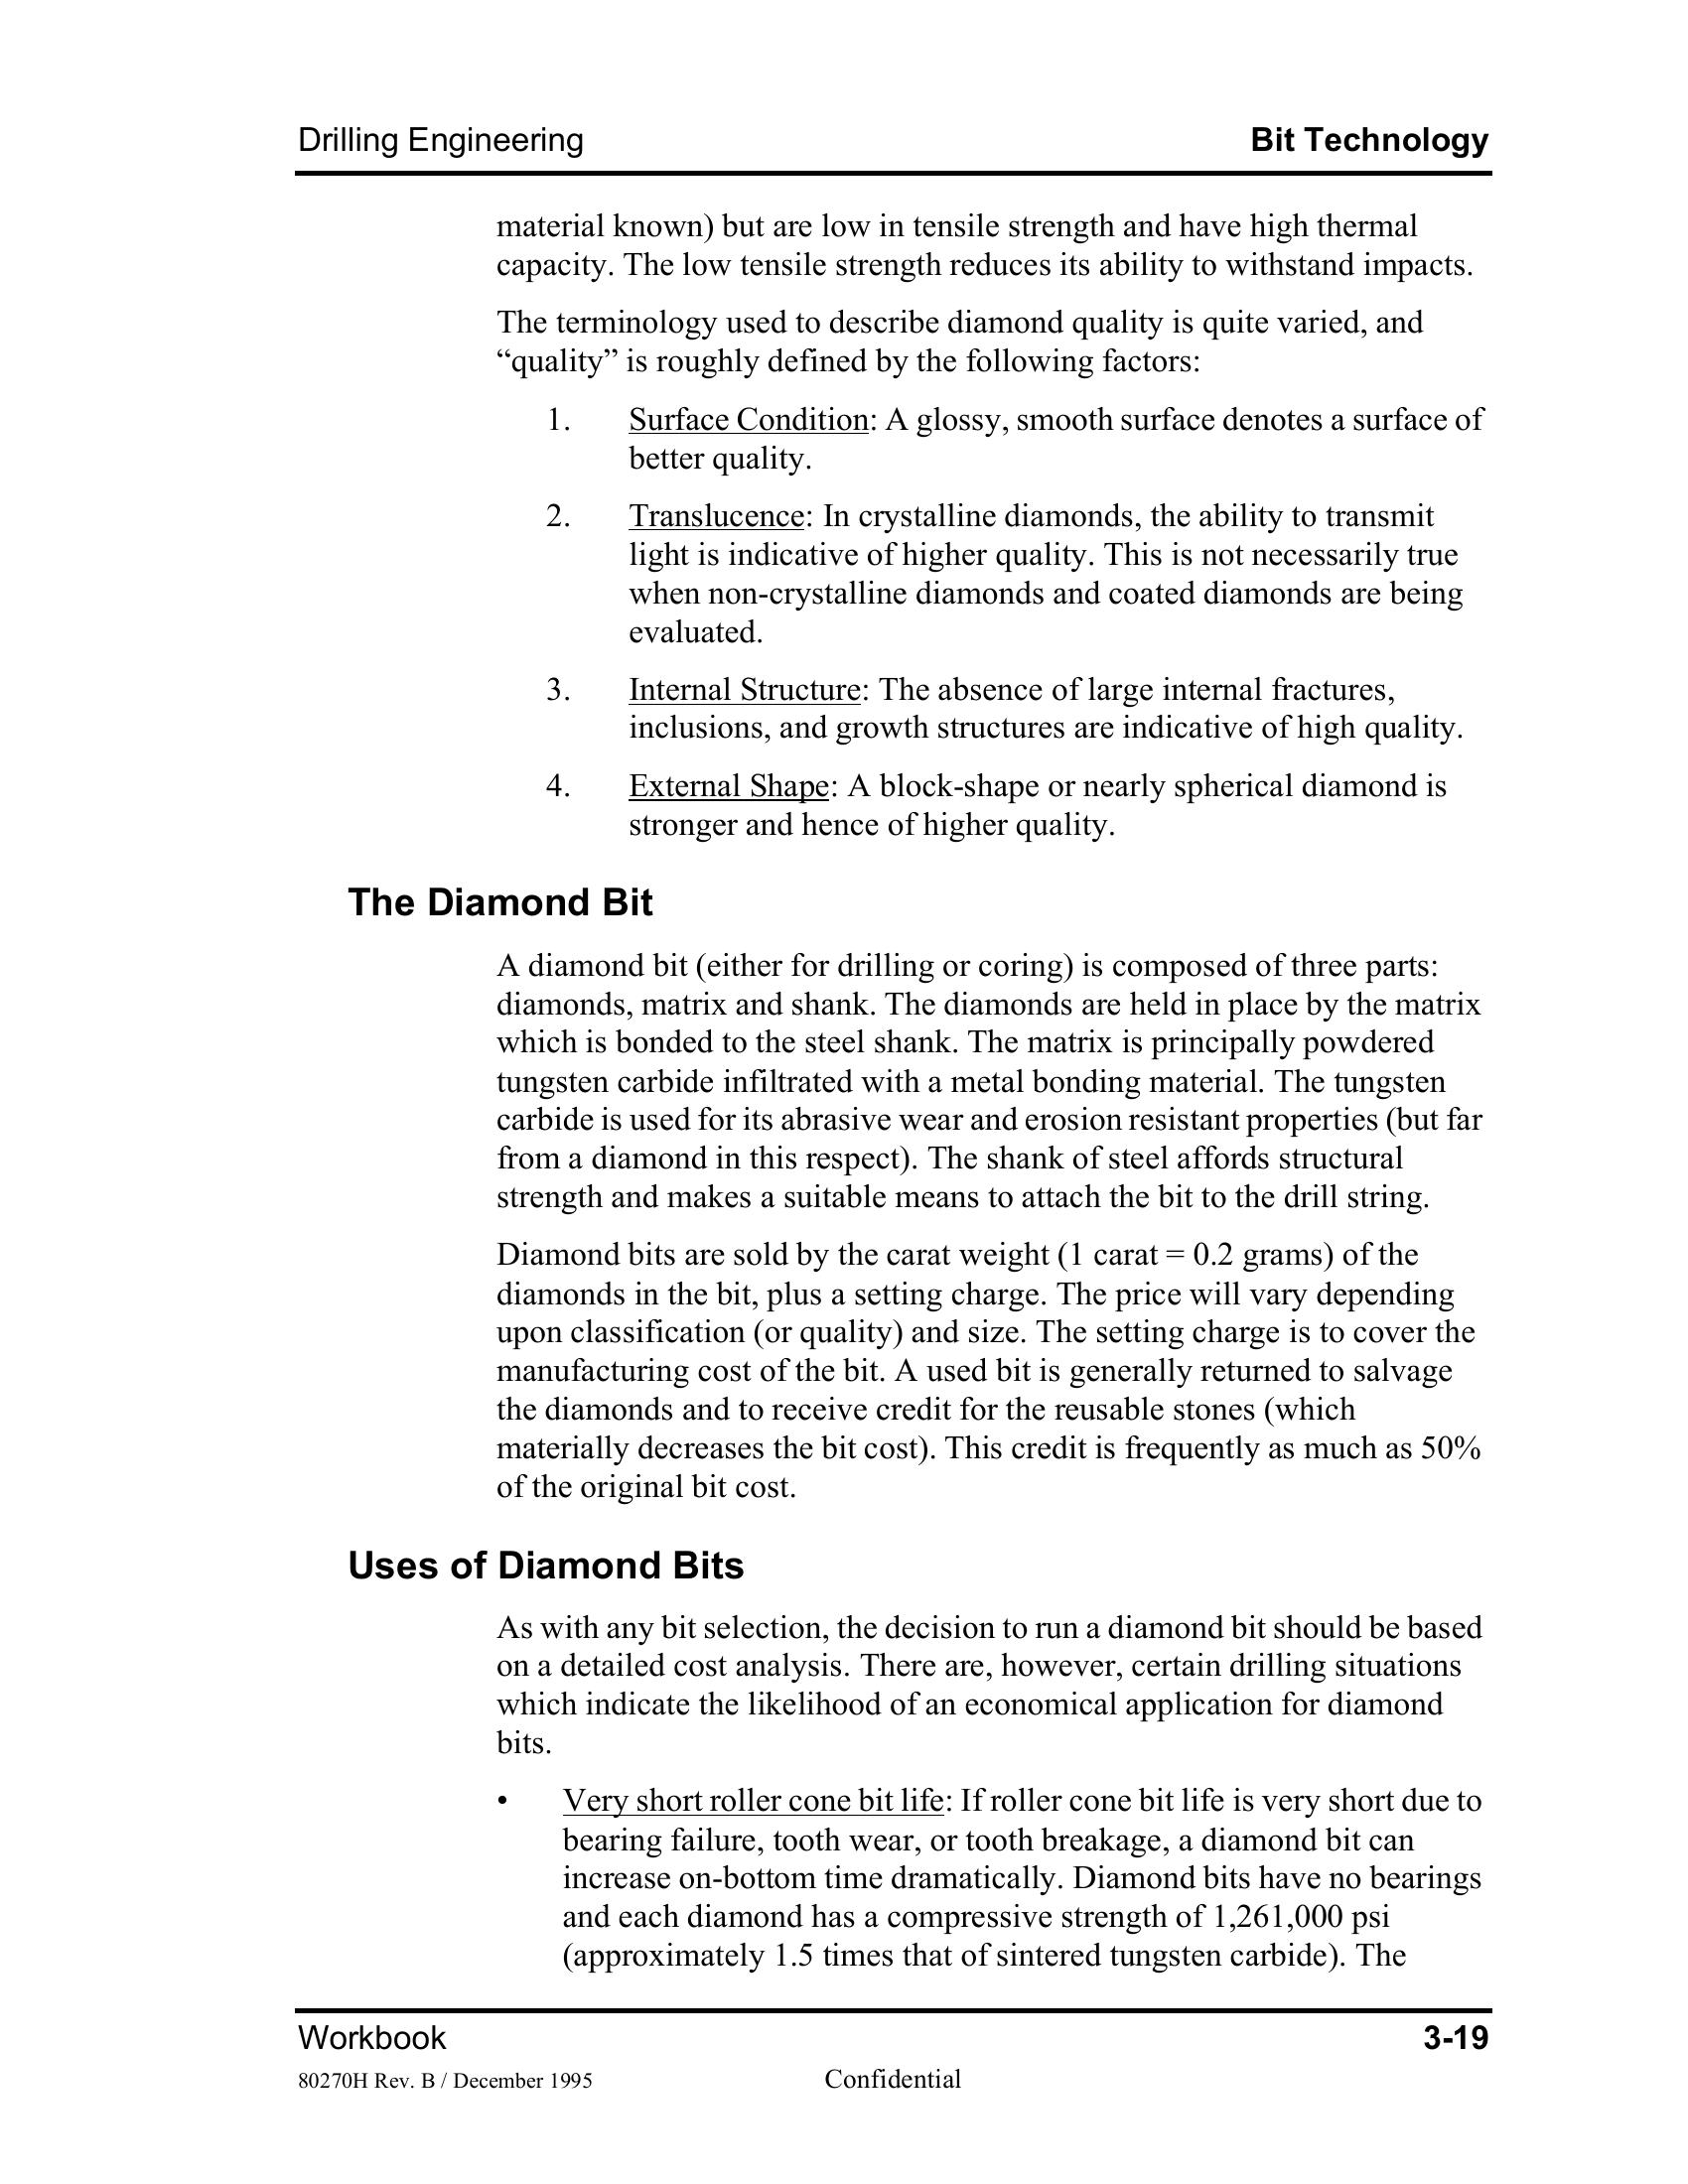 Drilling Engineering Bit Technology
material known) but are low in tensile strength and have high thermal
capacity. The low tensile strength reduces its ability to withstand impacts.
The terminology used to describe diamond quality is quite varied, and
“quality” is roughly defined by the following factors:
1. Surface Condition: A glossy, smooth surface denotes a surface of
better quality.
2. Translucence: In crystalline diamonds, the ability to transmit
light is indicative of higher quality. This is not necessarily true
when non-crystalline diamonds and coated diamonds are being
evaluated.
3. Internal Structure: The absence of large internal fractures,
inclusions, and growth structures are indicative of high quality.
4. External Shape: A block-shape or nearly spherical diamond is
stronger and hence of higher quality.
The Diamond Bit
A diamond bit (either for drilling or coring) is composed of three parts:
diamonds, matrix and shank. The diamonds are held in place by the matrix
which is bonded to the steel shank. The matrix is principally powdered
tungsten carbide infiltrated with a metal bonding material. The tungsten
carbide is used for its abrasive wear and erosion resistant properties (but far
from a diamond in this respect). The shank of steel affords structural
strength and makes a suitable means to attach the bit to the drill string.
Diamond bits are sold by the carat weight (1 carat = 0.2 grams) of the
diamonds in the bit, plus a setting charge. The price will vary depending
upon classification (or quality) and size. The setting charge is to cover the
manufacturing cost of the bit. A used bit is generally returned to salvage
the diamonds and to receive credit for the reusable stones (which
materially decreases the bit cost). This credit is frequently as much as 50%
of the original bit cost.
Uses of Diamond Bits
As with any bit selection, the decision to run a diamond bit should be based
on a detailed cost analysis. There are, however, certain drilling situations
which indicate the likelihood of an economical application for diamond
bits.
• Very short roller cone bit life: If roller cone bit life is very short due to
bearing failure, tooth wear, or tooth breakage, a diamond bit can
increase on-bottom time dramatically. Diamond bits have no bearings
and each diamond has a compressive strength of 1,261,000 psi
(approximately 1.5 times that of sintered tungsten carbide). The
Workbook 3-19
80270H Rev. B / December 1995 Confidential